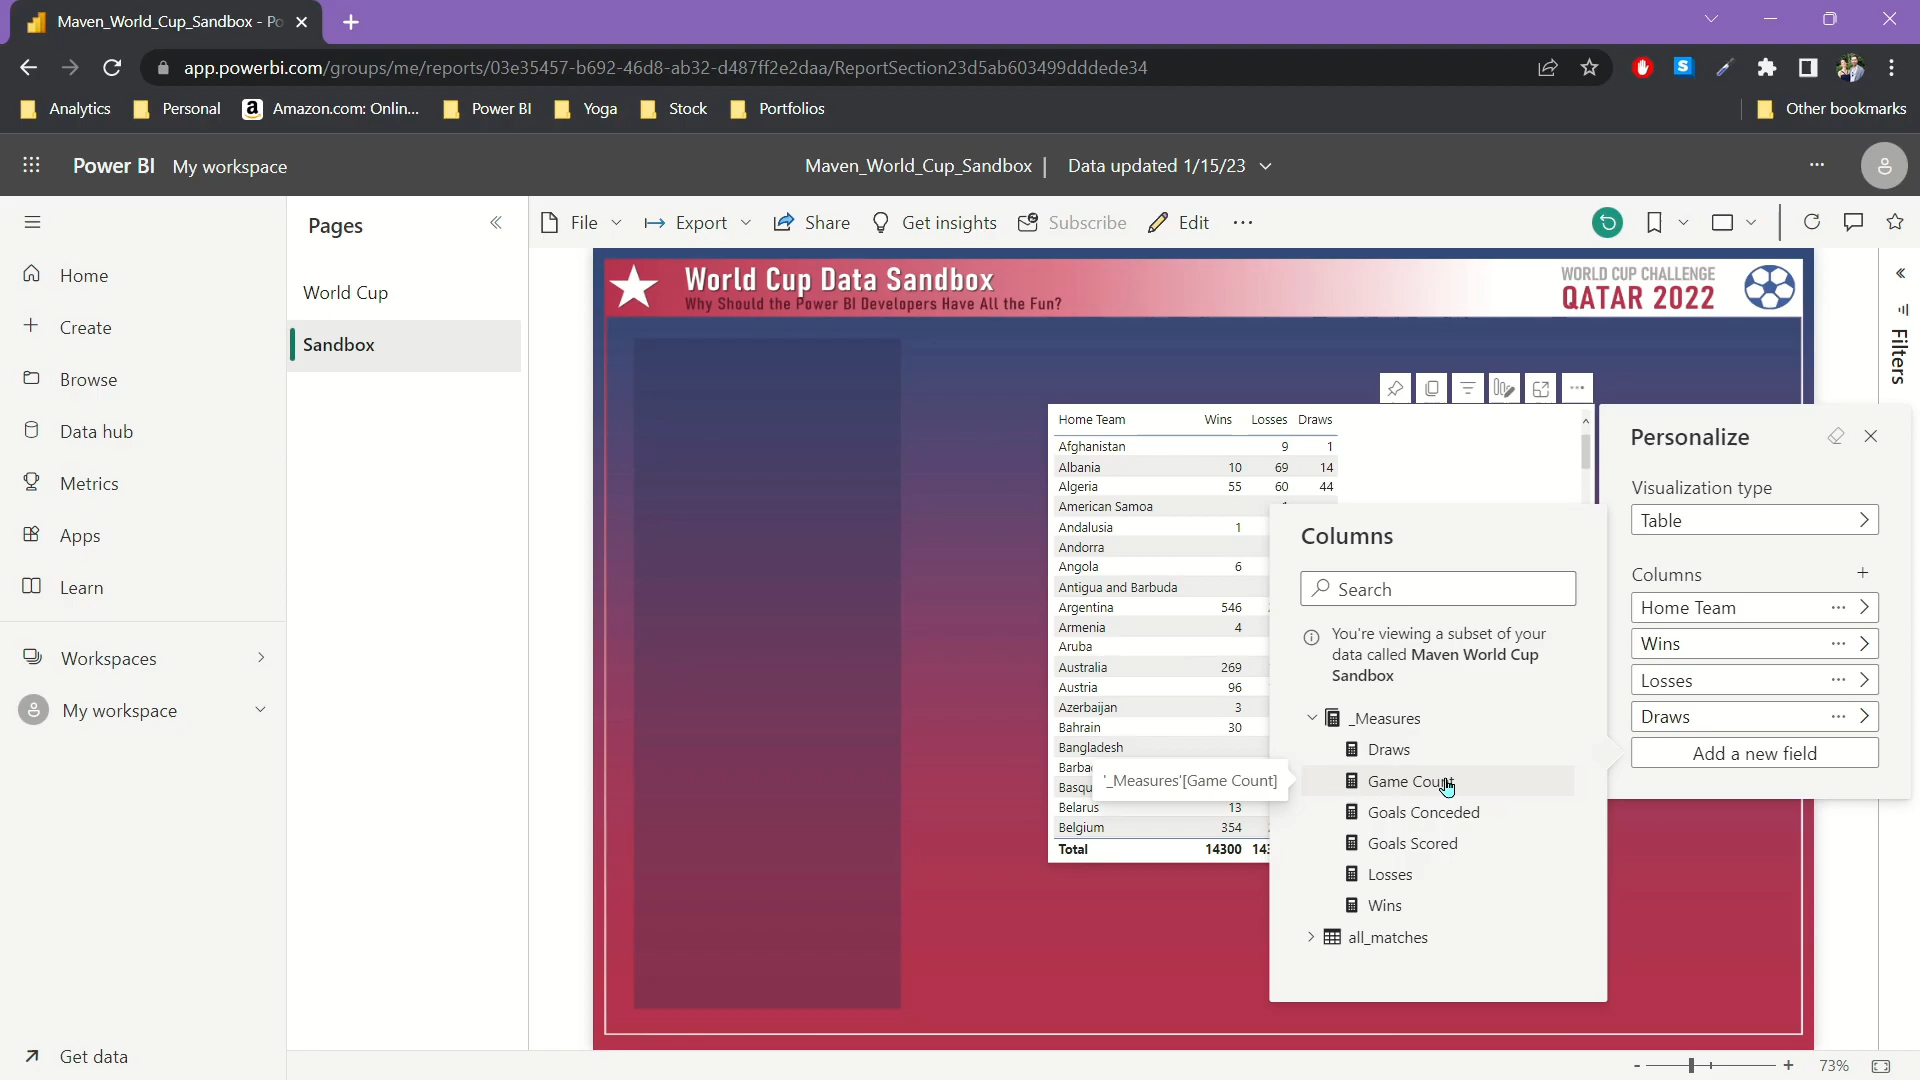 Maven_World_Cup_Sandbox - Po
app.powerbi.com/groups/me/reports/03e35457-b692-46d8-ab32-d487ff2e2daa/ReportSection23d5ab603499dddede34
Analytics Personal Amazon.com: Onlin... Power BI Yoga Stock Portfolios Other bookmarks
Power BI My workspace Maven_World_Cup_Sandbox | Data updated 1/15/23
Pages
File Export Share Get insights Subscribe Edit
Home
Create
Browse
Data hub
Metrics
Apps
Learn
Workspaces
My workspace
Get data
World Cup
Sandbox
World Cup Data Sandbox
Why Should the Power BI Developers Have All the Fun?
WORLD CUP CHALLENGE
QATAR 2022
Filters
Home Team Wins Losses Draws
Afghanistan 9 1
Albania 10 69 14
Algeria 55 60 44
American Samoa
Andalusia 1
Andorra
Angola 6
Antigua and Barbuda
Argentina 546
Armenia 4
Aruba
Australia 269
Austria 96
Azerbaijan 3
Bahrain 30
Bangladesh
Barba
Basqu
Belarus 13
Belgium 354
Total 14300 143
'_Measures'[Game Count]
Columns
Search
You're viewing a subset of your
data called Maven World Cup
Sandbox
_Measures
Draws
Game Count
Goals Conceded
Goals Scored
Losses
Wins
all_matches
Personalize
Visualization type
Table
Columns
Home Team
Wins
Losses
Draws
Add a new field
73%